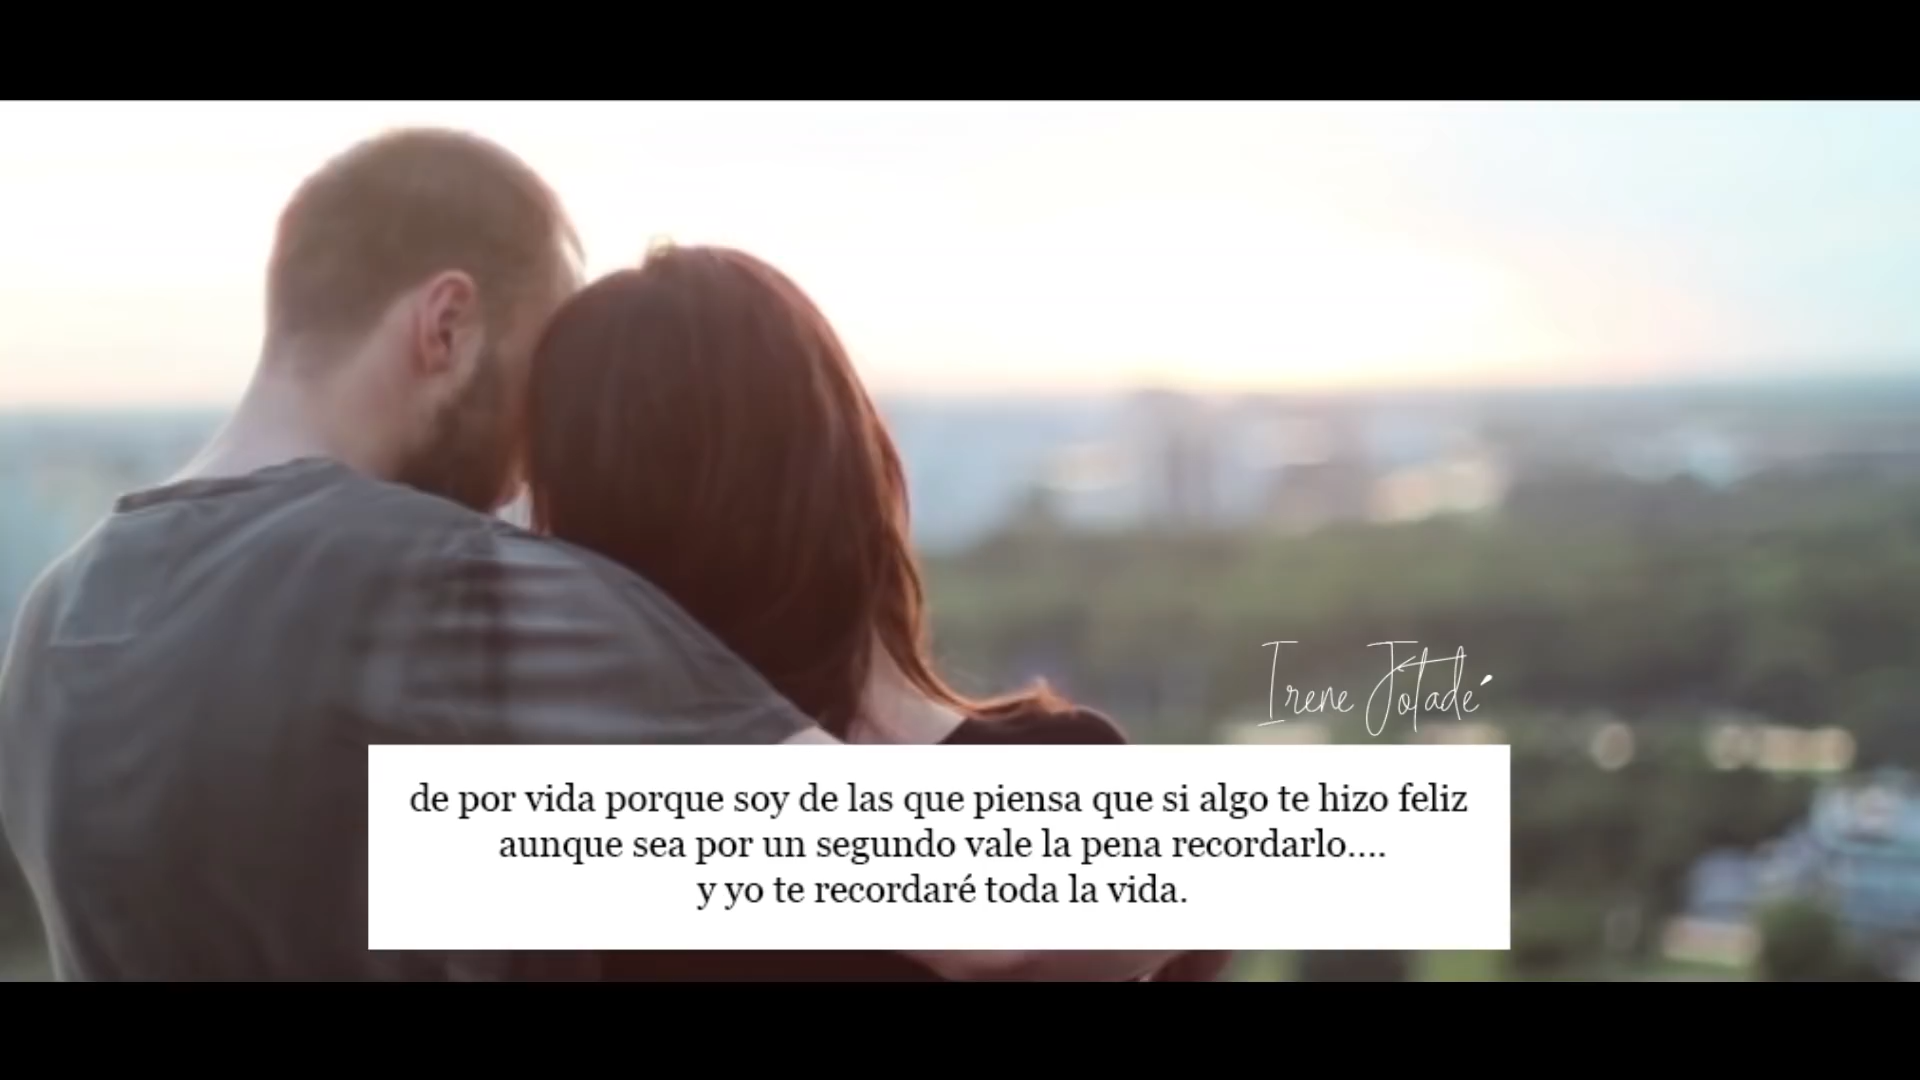 Irene Jotadé
de por vida porque soy de las que piensa que si algo te hizo feliz
aunque sea por un segundo vale la pena recordarlo....
y yo te recordaré toda la vida.